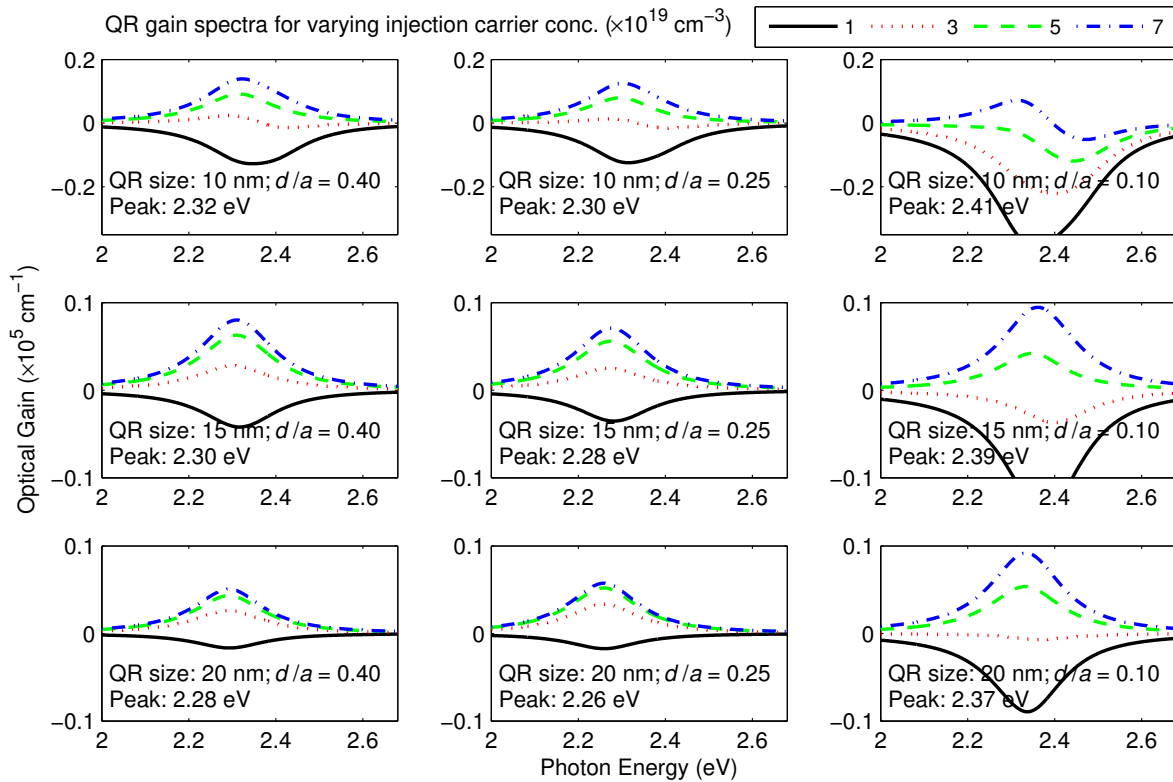 QR gain spectra for varying injection carrier conc. (×10^19 cm^−3)
1 3 5 7
0.2
0
−0.2
QR size: 10 nm; d/a = 0.40
Peak: 2.32 eV
2 2.2 2.4 2.6
QR size: 10 nm; d/a = 0.25
Peak: 2.30 eV
2 2.2 2.4 2.6
0.2
0
−0.2
QR size: 10 nm; d/a = 0.10
Peak: 2.41 eV
2 2.2 2.4 2.6
Optical Gain (×10^5 cm^−1)
0.1
0
−0.1
QR size: 15 nm; d/a = 0.40
Peak: 2.30 eV
2 2.2 2.4 2.6
0.1
0
−0.1
QR size: 15 nm; d/a = 0.25
Peak: 2.28 eV
2 2.2 2.4 2.6
0.1
0
−0.1
QR size: 15 nm; d/a = 0.10
Peak: 2.39 eV
2 2.2 2.4 2.6
0.1
0
−0.1
QR size: 20 nm; d/a = 0.40
Peak: 2.28 eV
2 2.2 2.4 2.6
0.1
0
−0.1
QR size: 20 nm; d/a = 0.25
Peak: 2.26 eV
2 2.2 2.4 2.6
0.1
0
−0.1
QR size: 20 nm; d/a = 0.10
Peak: 2.37 eV
2 2.2 2.4 2.6
Photon Energy (eV)